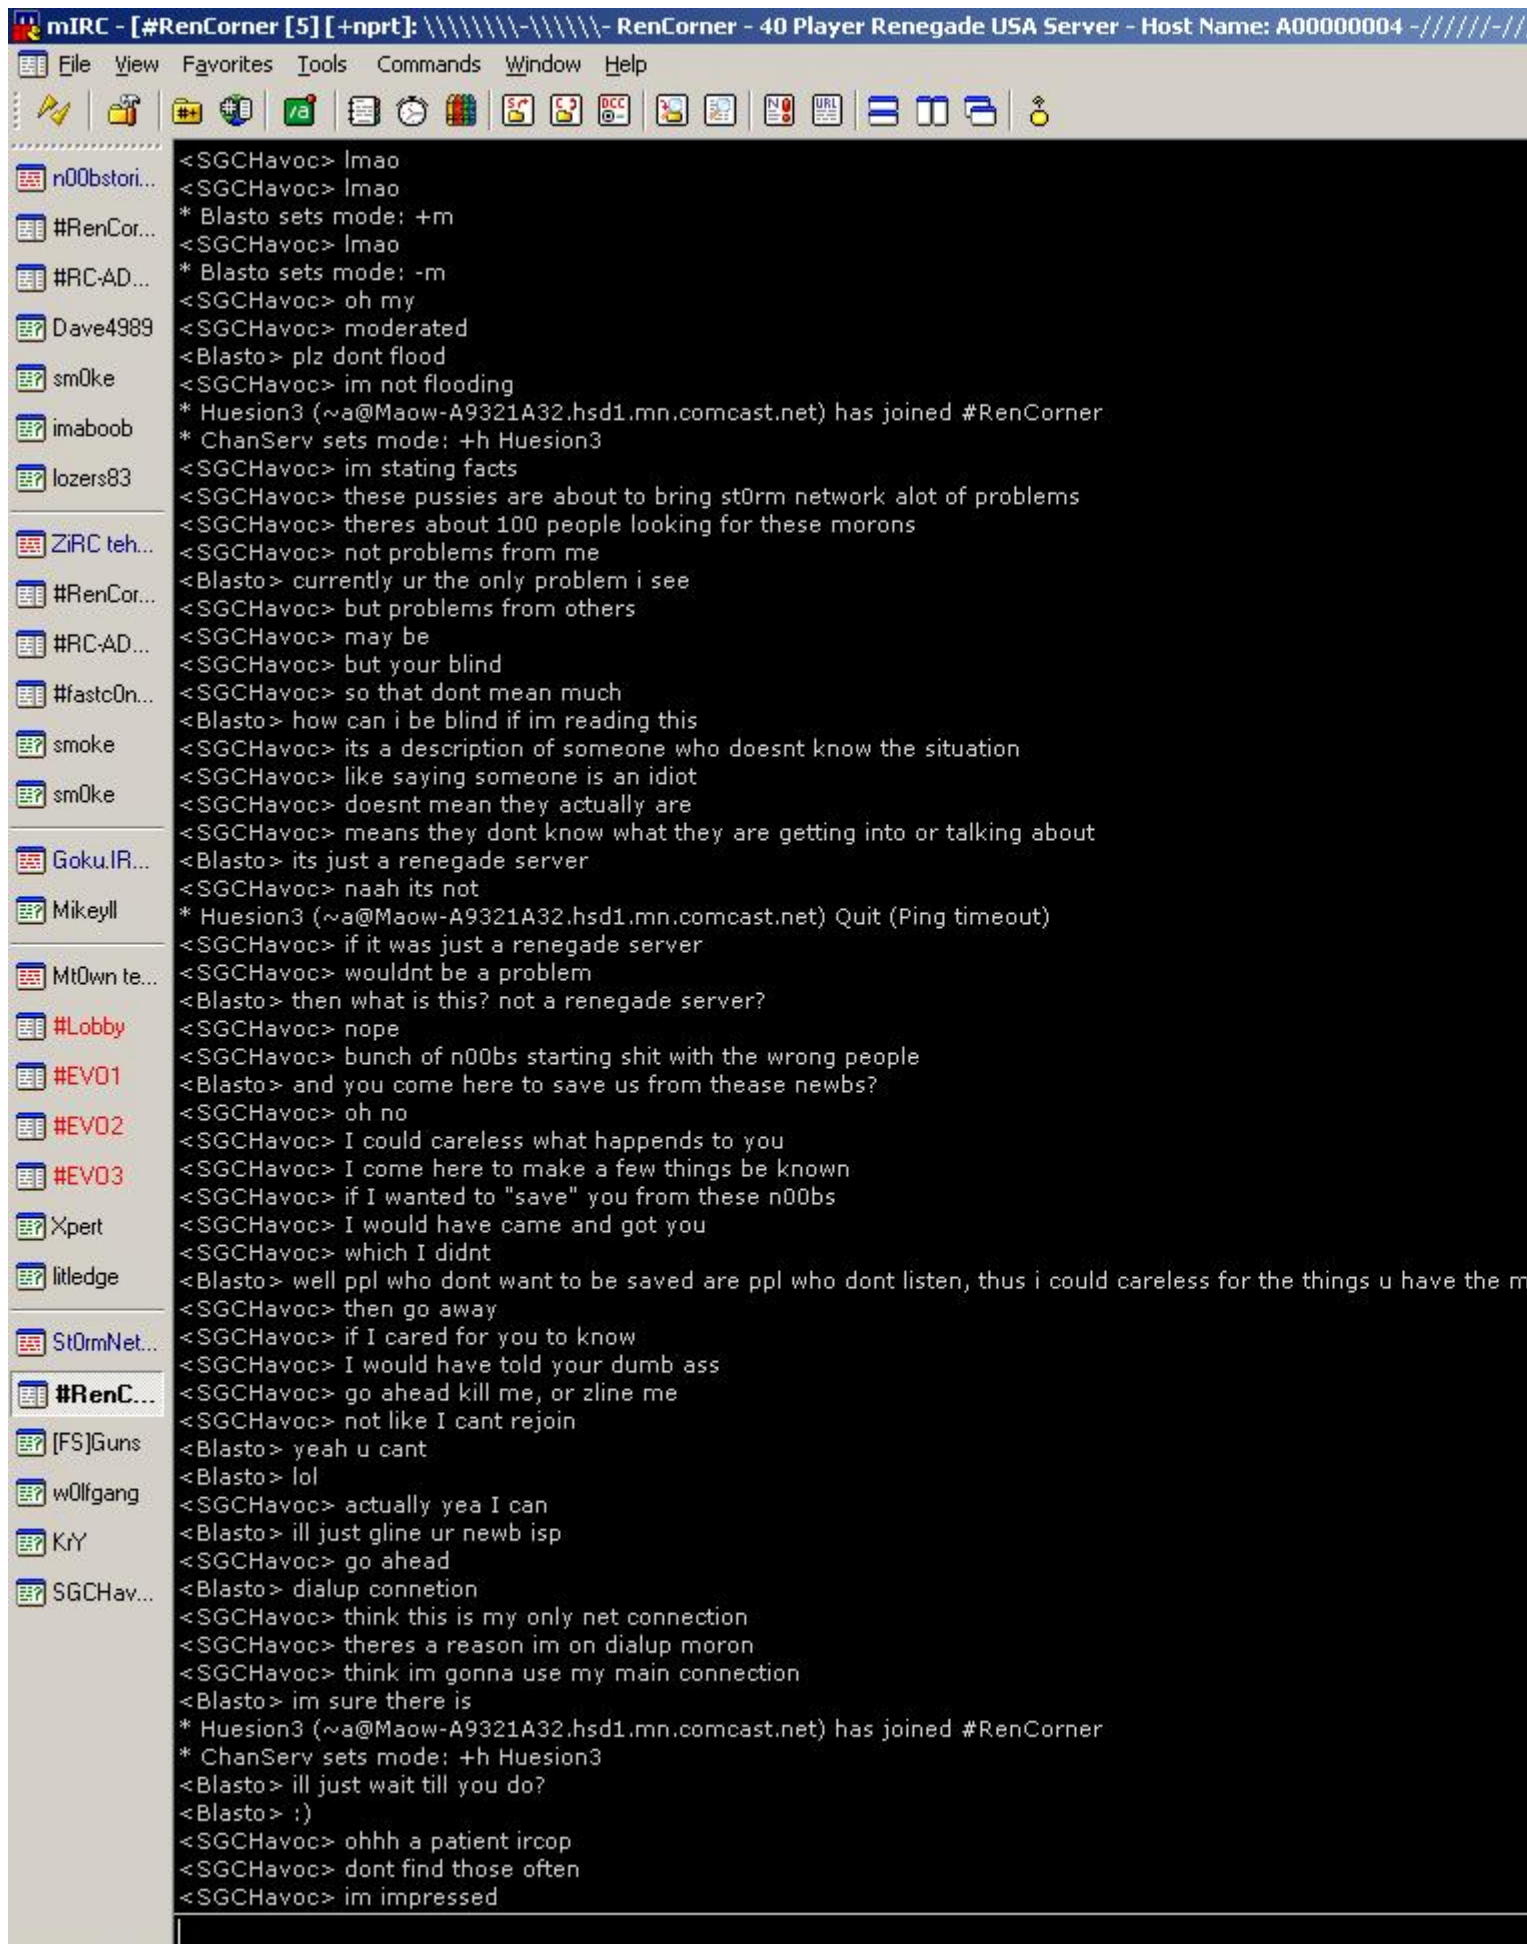 mIRC - [#RenCorner [5] [+nprt]: \\\\\\\\-\\\\\\- RenCorner - 40 Player Renegade USA Server - Host Name: A00000004 -//////-//
File View Favorites Tools Commands Window Help
n00bstori...
#RenCor...
#RC-AD...
Dave4989
sm0ke
imaboob
lozers83
ZiRC teh...
#RenCor...
#RC-AD...
#fastc0n...
smoke
sm0ke
Goku.IR...
Mikeyll
Mt0wn te...
#Lobby
#EVO1
#EVO2
#EVO3
Xpert
litledge
St0rmNet...
#RenC...
[FS]Guns
w0lfgang
KrY
SGCHav...
<SGCHavoc> lmao
<SGCHavoc> lmao
* Blasto sets mode: +m
<SGCHavoc> lmao
* Blasto sets mode: -m
<SGCHavoc> oh my
<SGCHavoc> moderated
<Blasto> plz dont flood
<SGCHavoc> im not flooding
* Huesion3 (~a@Maow-A9321A32.hsd1.mn.comcast.net) has joined #RenCorner
* ChanServ sets mode: +h Huesion3
<SGCHavoc> im stating facts
<SGCHavoc> these pussies are about to bring st0rm network alot of problems
<SGCHavoc> theres about 100 people looking for these morons
<SGCHavoc> not problems from me
<Blasto> currently ur the only problem i see
<SGCHavoc> but problems from others
<SGCHavoc> may be
<SGCHavoc> but your blind
<SGCHavoc> so that dont mean much
<Blasto> how can i be blind if im reading this
<SGCHavoc> its a description of someone who doesnt know the situation
<SGCHavoc> like saying someone is an idiot
<SGCHavoc> doesnt mean they actually are
<SGCHavoc> means they dont know what they are getting into or talking about
<Blasto> its just a renegade server
<SGCHavoc> naah its not
* Huesion3 (~a@Maow-A9321A32.hsd1.mn.comcast.net) Quit (Ping timeout)
<SGCHavoc> if it was just a renegade server
<SGCHavoc> wouldnt be a problem
<Blasto> then what is this? not a renegade server?
<SGCHavoc> nope
<SGCHavoc> bunch of n00bs starting shit with the wrong people
<Blasto> and you come here to save us from thease newbs?
<SGCHavoc> oh no
<SGCHavoc> I could careless what happends to you
<SGCHavoc> I come here to make a few things be known
<SGCHavoc> if I wanted to "save" you from these n00bs
<SGCHavoc> I would have came and got you
<SGCHavoc> which I didnt
<Blasto> well ppl who dont want to be saved are ppl who dont listen, thus i could careless for the things u have the m
<SGCHavoc> then go away
<SGCHavoc> if I cared for you to know
<SGCHavoc> I would have told your dumb ass
<SGCHavoc> go ahead kill me, or zline me
<SGCHavoc> not like I cant rejoin
<Blasto> yeah u cant
<Blasto> lol
<SGCHavoc> actually yea I can
<Blasto> ill just gline ur newb isp
<SGCHavoc> go ahead
<Blasto> dialup connetion
<SGCHavoc> think this is my only net connection
<SGCHavoc> theres a reason im on dialup moron
<SGCHavoc> think im gonna use my main connection
<Blasto> im sure there is
* Huesion3 (~a@Maow-A9321A32.hsd1.mn.comcast.net) has joined #RenCorner
* ChanServ sets mode: +h Huesion3
<Blasto> ill just wait till you do?
<Blasto> :)
<SGCHavoc> ohhh a patient ircop
<SGCHavoc> dont find those often
<SGCHavoc> im impressed